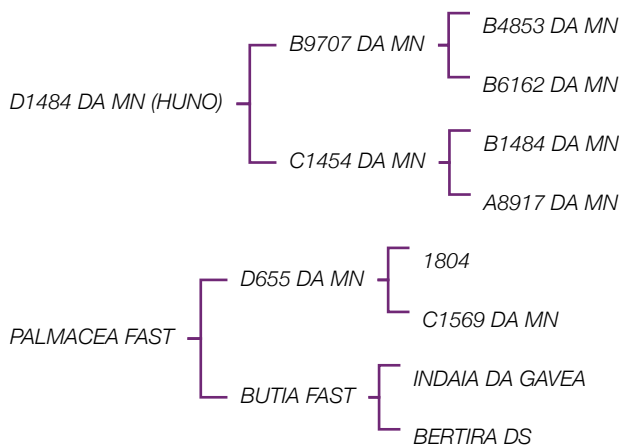 B4853 DA MN
B9707 DA MN
B6162 DA MN
D1484 DA MN (HUNO)
B1484 DA MN
C1454 DA MN
A8917 DA MN
1804
D655 DA MN
C1569 DA MN
PALMACEA FAST
INDAIA DA GAVEA
BUTIA FAST
BERTIRA DS